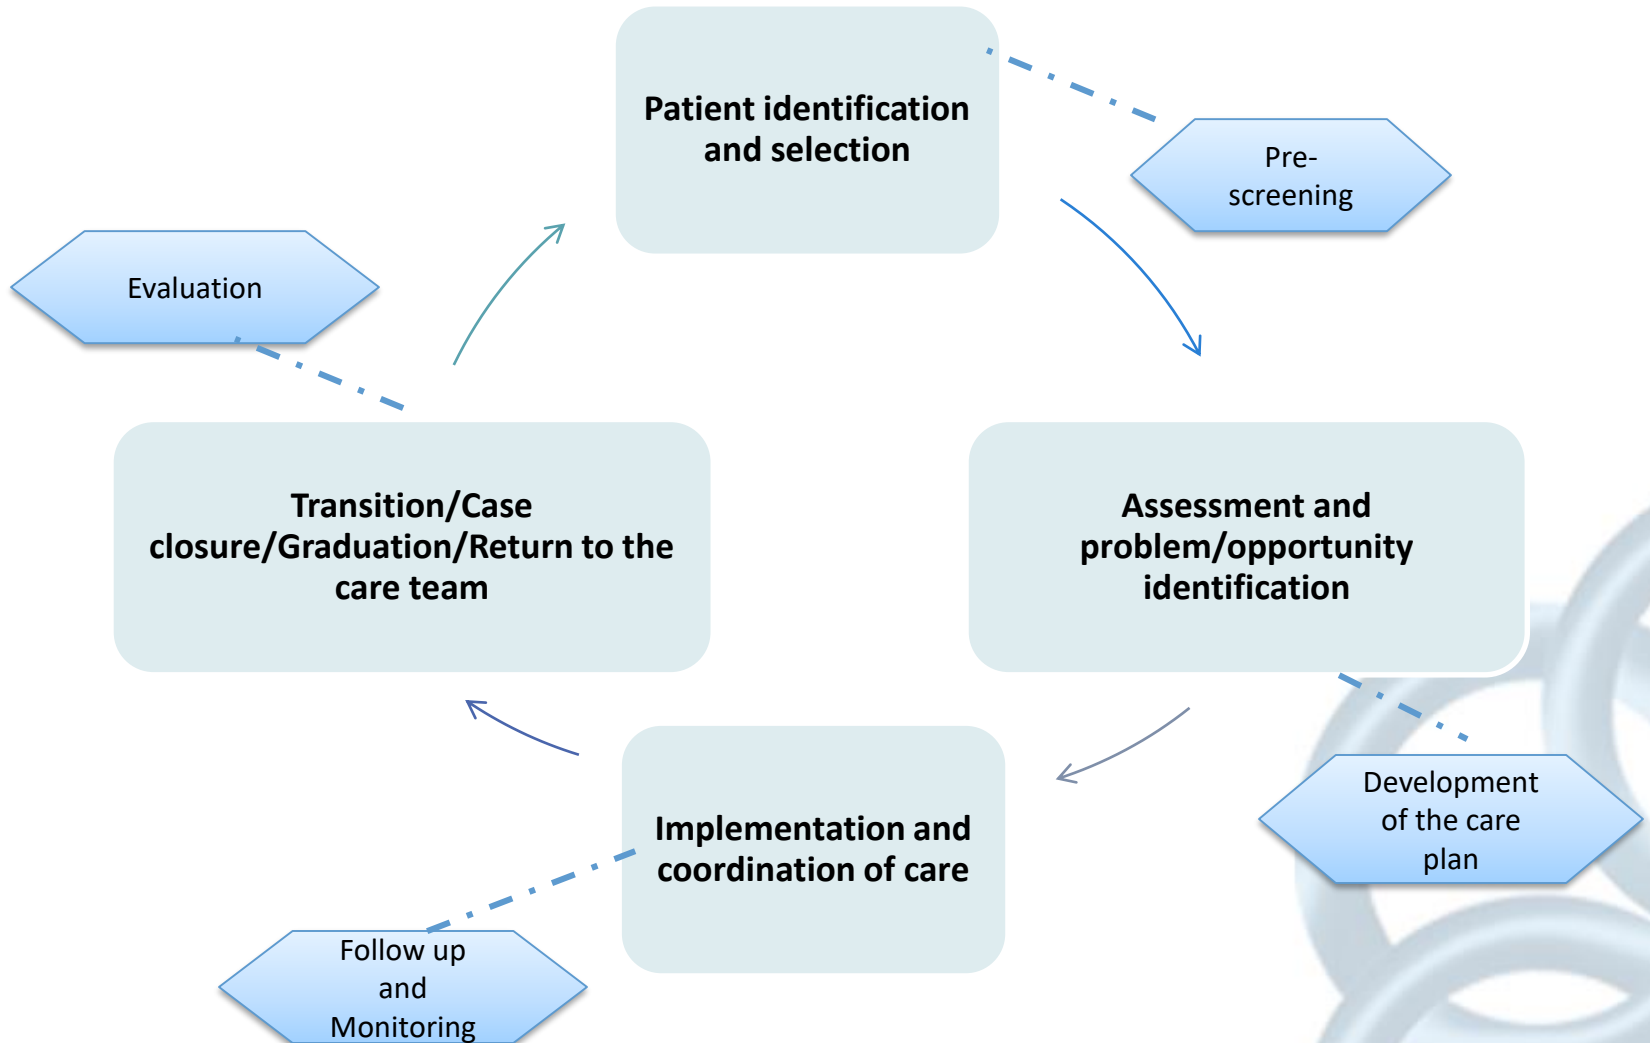 Patient identification
and selection
Pre-
screening
Evaluation
Transition/Case
closure/Graduation/Return to the
care team
Assessment and
problem/opportunity
identification
Implementation and
coordination of care
Development
of the care
plan
Follow up
and
Monitoring